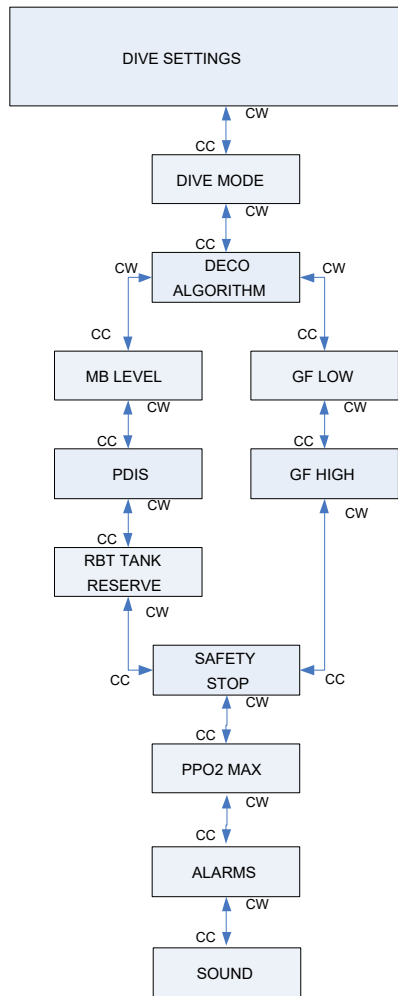 DIVE SETTINGS
CW
CC
DIVE MODE
CW
CC
CW
DECO
ALGORITHM
CW
CC
CC
MB LEVEL
GF LOW
CW
CW
CC
CC
PDIS
GF HIGH
CW
CW
CC
RBT TANK
RESERVE
CW
SAFETY
STOP
CC
CC
CW
CC
PPO2 MAX
CW
CC
ALARMS
CW
CC
SOUND